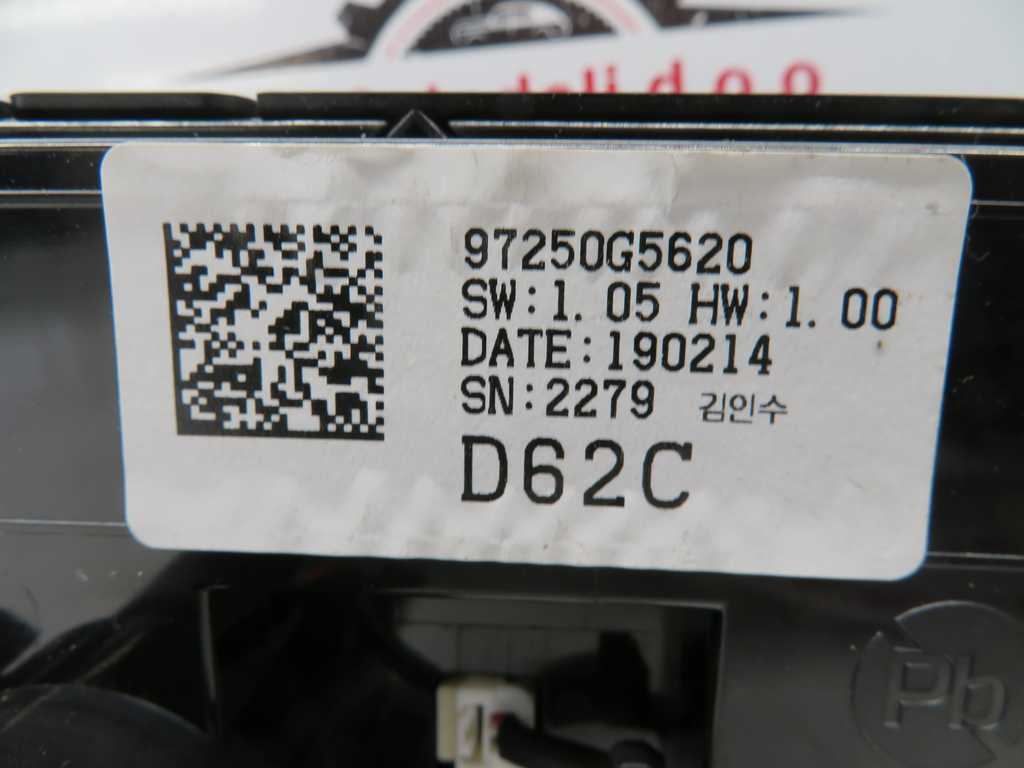 d.o.o
97250G5620
SW:1. 05 HW:1. 00
DATE:190214
SN:2279 김인수
D62C
Pb